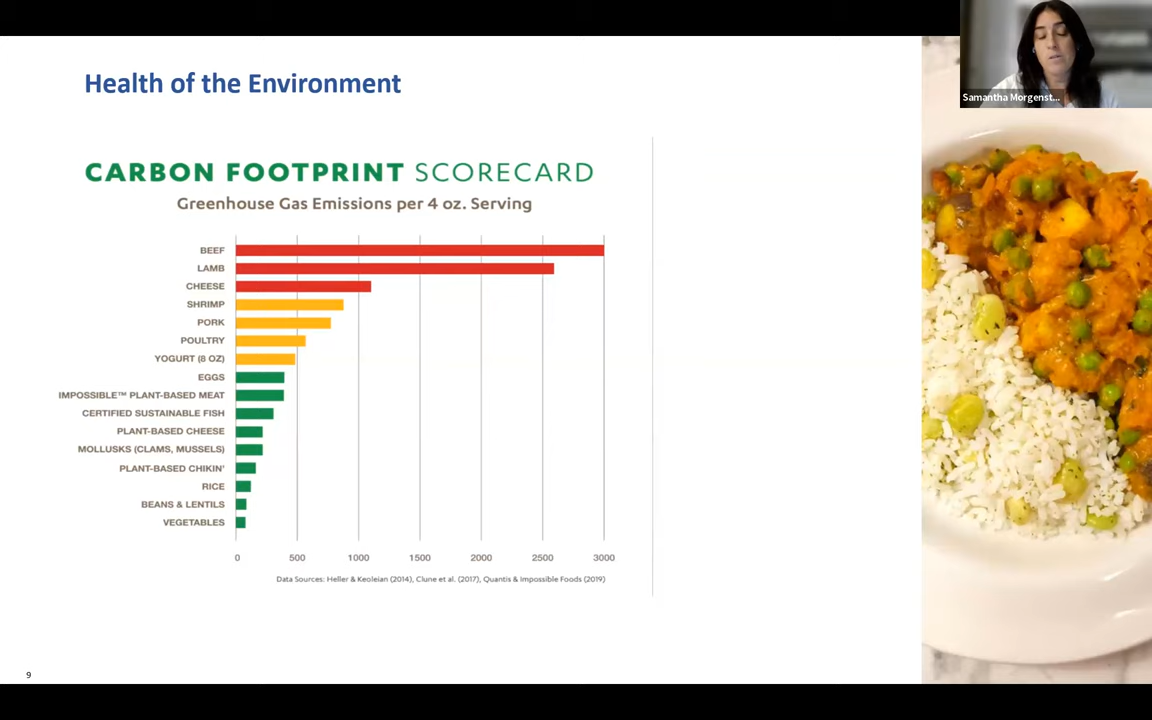 Health of the Environment
Samantha Morgenst...
CARBON FOOTPRINT SCORECARD
Greenhouse Gas Emissions per 4 oz. Serving
BEEF
LAMB
CHEESE
SHRIMP
PORK
POULTRY
YOGURT (8 OZ)
EGGS
IMPOSSIBLE™ PLANT-BASED MEAT
CERTIFIED SUSTAINABLE FISH
PLANT-BASED CHEESE
MOLLUSKS (CLAMS, MUSSELS)
PLANT-BASED CHIKIN'
RICE
BEANS & LENTILS
VEGETABLES
0 500 1000 1500 2000 2500 3000
Data Sources: Heller & Keoleian (2014), Clune et al. (2017), Quantis & Impossible Foods (2019)
9